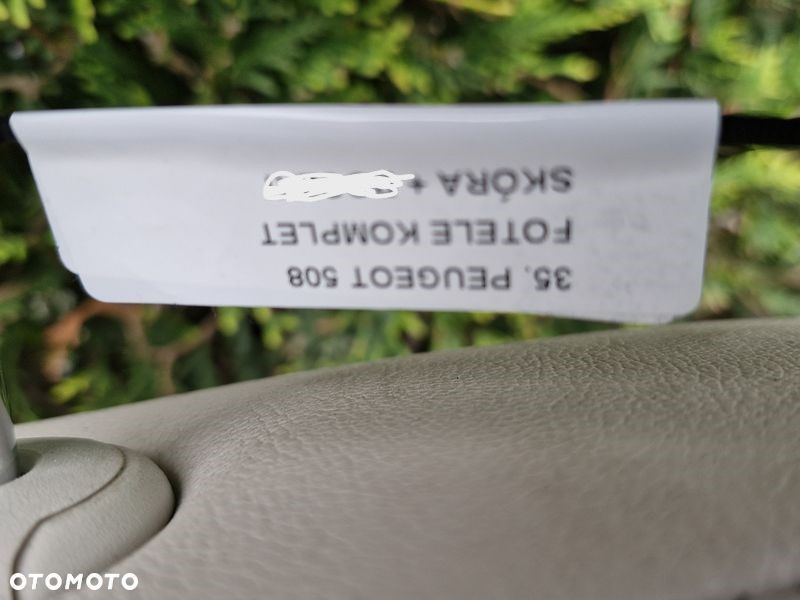 35. PEUGEOT 508
FOTELE KOMPLET
SKÓRA +
OTOMOTO